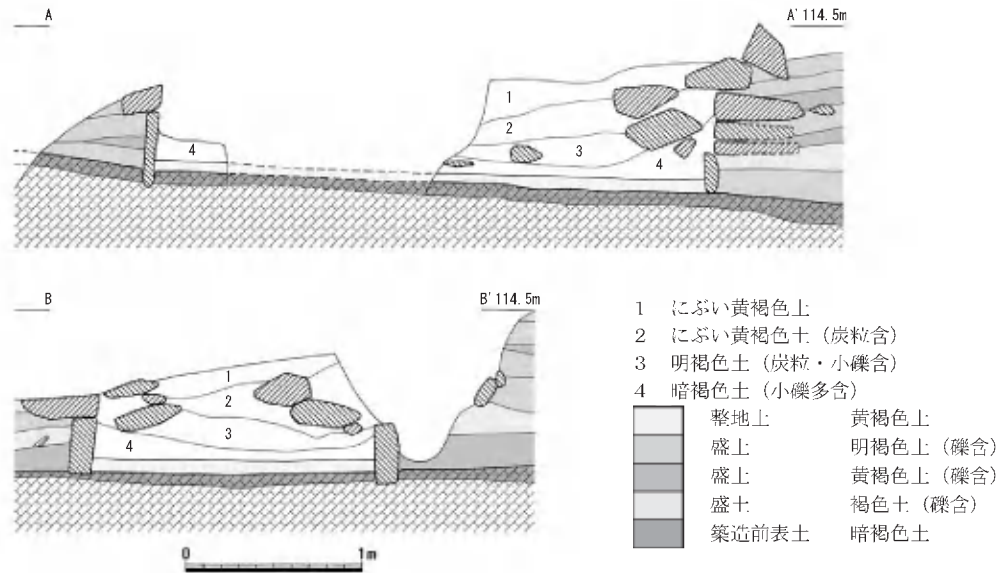 A A' 114.5m
1
2
3
4
4
B B' 114.5m
1
2
3
4
0 1m
1 にぶい黄褐色土
2 にぶい黄褐色土（炭粒含）
3 明褐色土（炭粒・小礫含）
4 暗褐色土（小礫多含）
整地土 黄褐色土
盛土 明褐色土（礫含）
盛土 黄褐色土（礫含）
盛土 褐色土（礫含）
築造前表土 暗褐色土